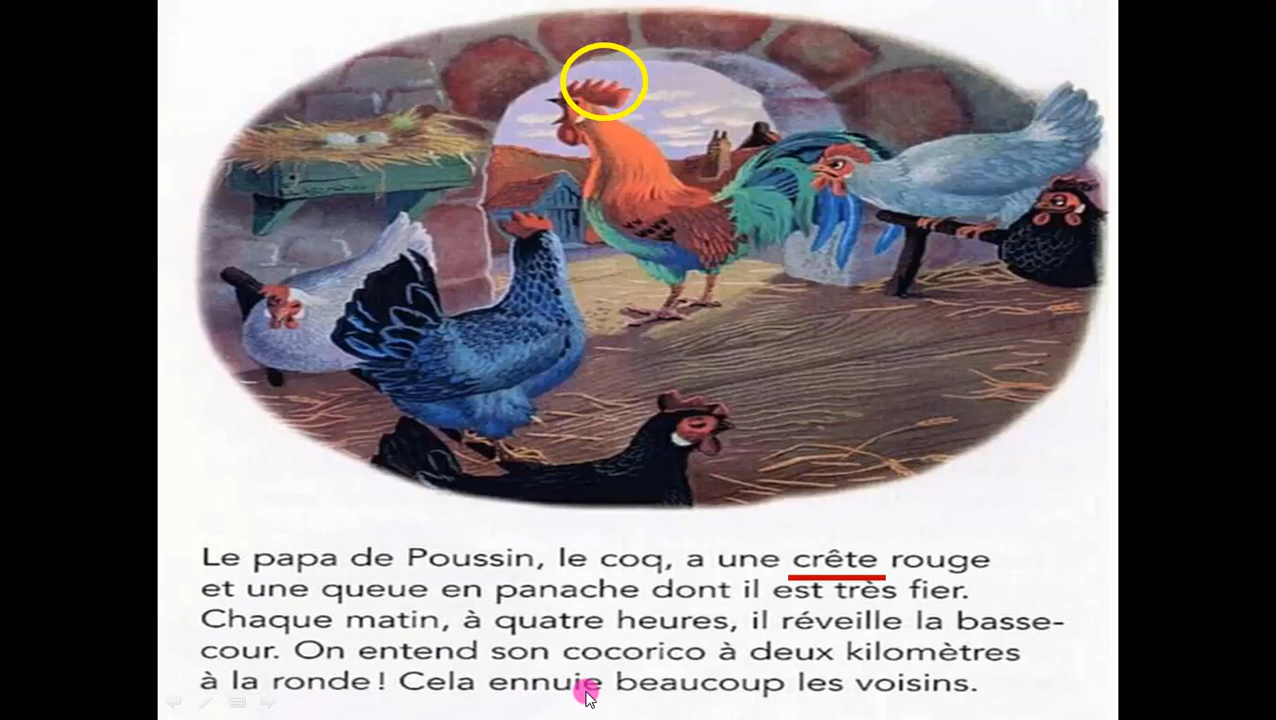 Le papa de Poussin, le coq, a une crête rouge
et une queue en panache dont il est très fier.
Chaque matin, à quatre heures, il réveille la basse-
cour. On entend son cocorico à deux kilomètres
à la ronde ! Cela ennuie beaucoup les voisins.